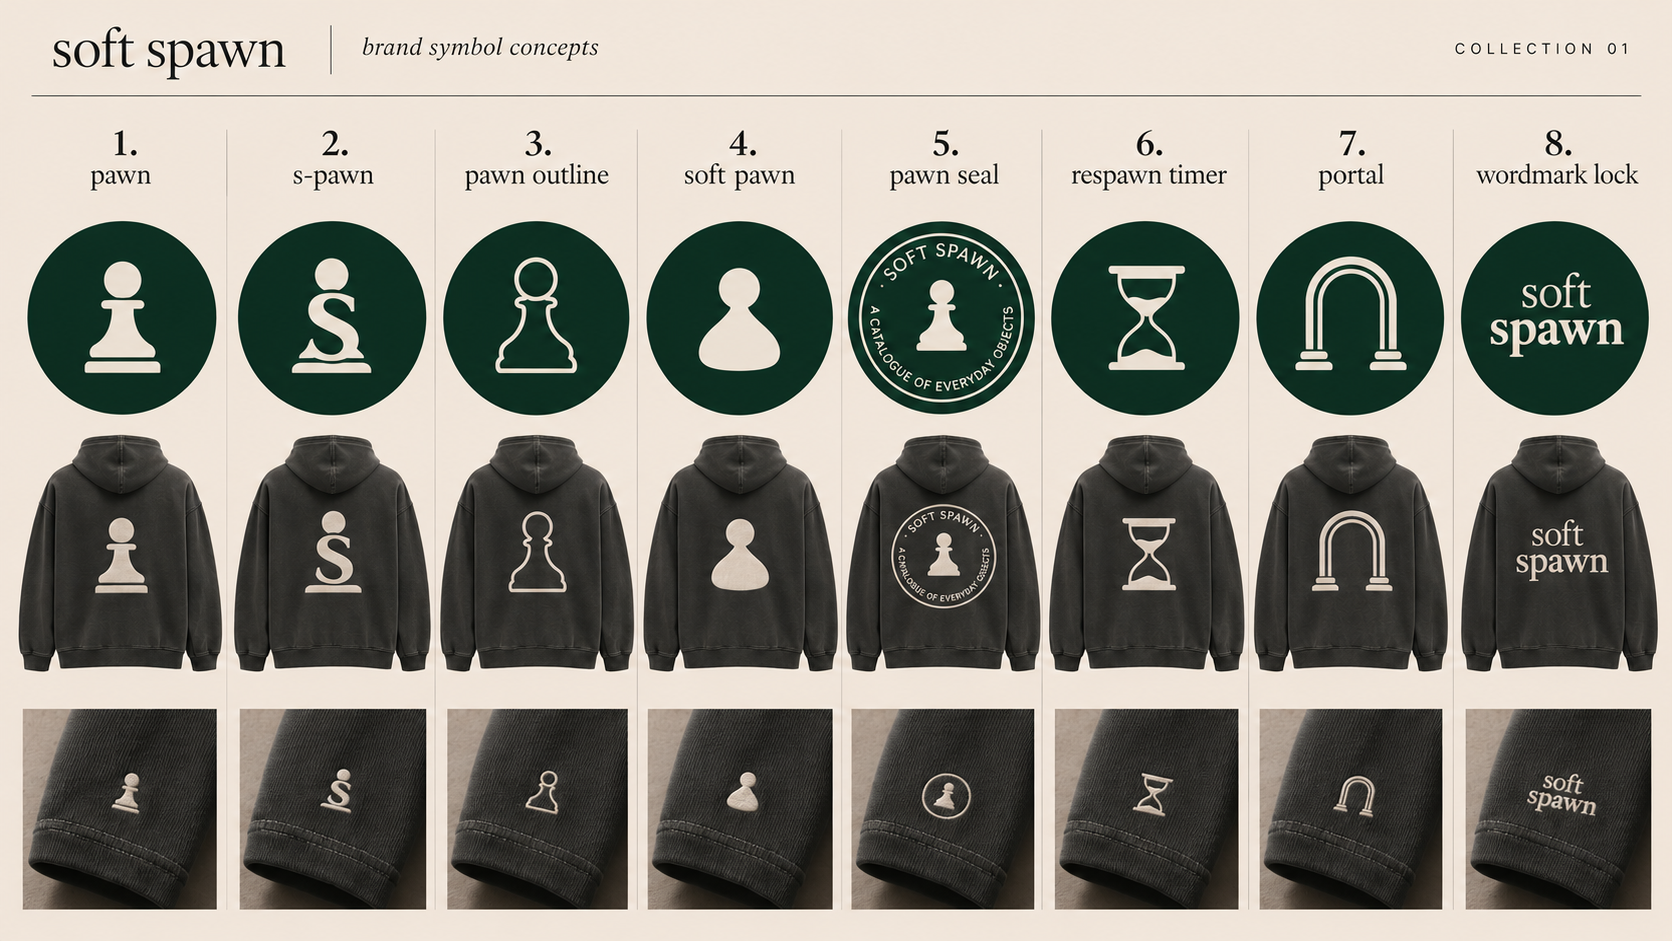 soft spawn
brand symbol concepts
COLLECTION 01
1.
pawn
2.
s-pawn
3.
pawn outline
4.
soft pawn
5.
pawn seal
6.
respawn timer
7.
portal
8.
wordmark lock
S
· SOFT SPAWN ·
A CATALOGUE OF EVERYDAY OBJECTS
soft
spawn
S
· SOFT SPAWN ·
A CATALOGUE OF EVERYDAY OBJECTS
soft
spawn
S
soft
spawn